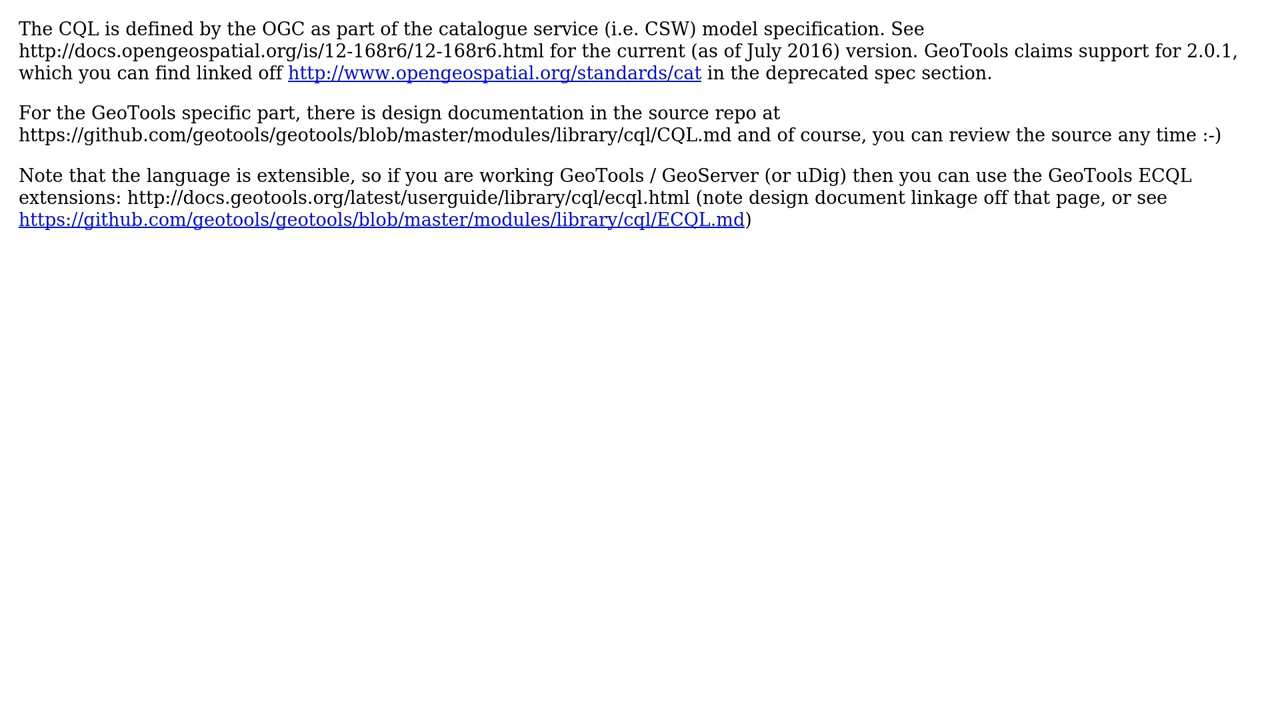 The CQL is defined by the OGC as part of the catalogue service (i.e. CSW) model specification. See
http://docs.opengeospatial.org/is/12-168r6/12-168r6.html for the current (as of July 2016) version. GeoTools claims support for 2.0.1,
which you can find linked off http://www.opengeospatial.org/standards/cat in the deprecated spec section.
For the GeoTools specific part, there is design documentation in the source repo at
https://github.com/geotools/geotools/blob/master/modules/library/cql/CQL.md and of course, you can review the source any time :-)
Note that the language is extensible, so if you are working GeoTools / GeoServer (or uDig) then you can use the GeoTools ECQL
extensions: http://docs.geotools.org/latest/userguide/library/cql/ecql.html (note design document linkage off that page, or see
https://github.com/geotools/geotools/blob/master/modules/library/cql/ECQL.md)